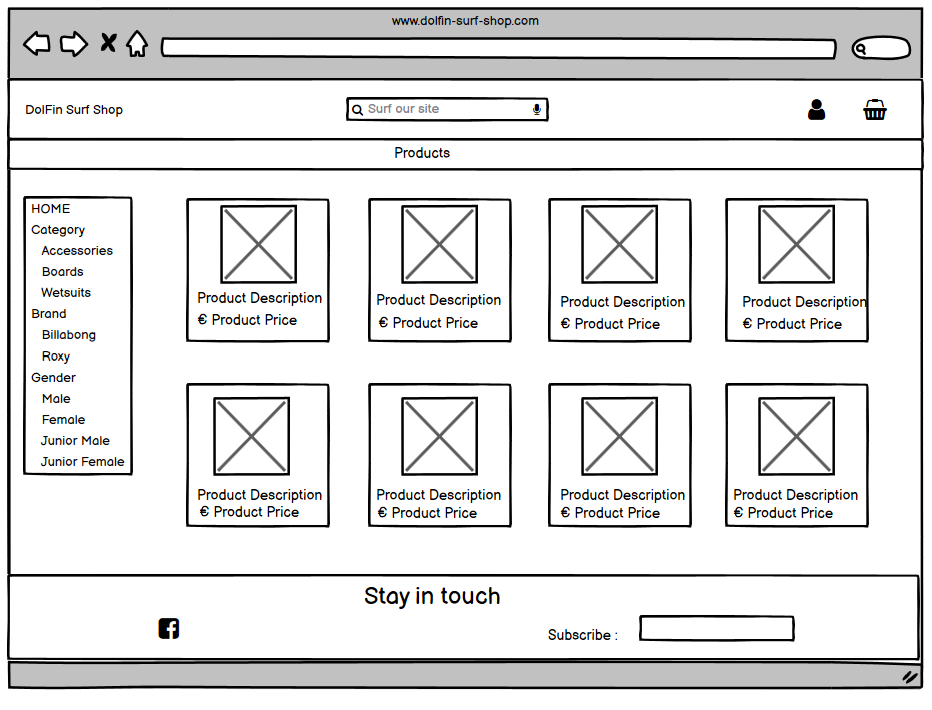 www.dolfin-surf-shop.com
DolFin Surf Shop
Surf our site
Products
HOME
Category
Accessories
Boards
Wetsuits
Brand
Billabong
Roxy
Gender
Male
Female
Junior Male
Junior Female
Product Description
€ Product Price
Product Description
€ Product Price
Product Description
€ Product Price
Product Description
€ Product Price
Product Description
€ Product Price
Product Description
€ Product Price
Product Description
€ Product Price
Product Description
€ Product Price
Stay in touch
Subscribe :